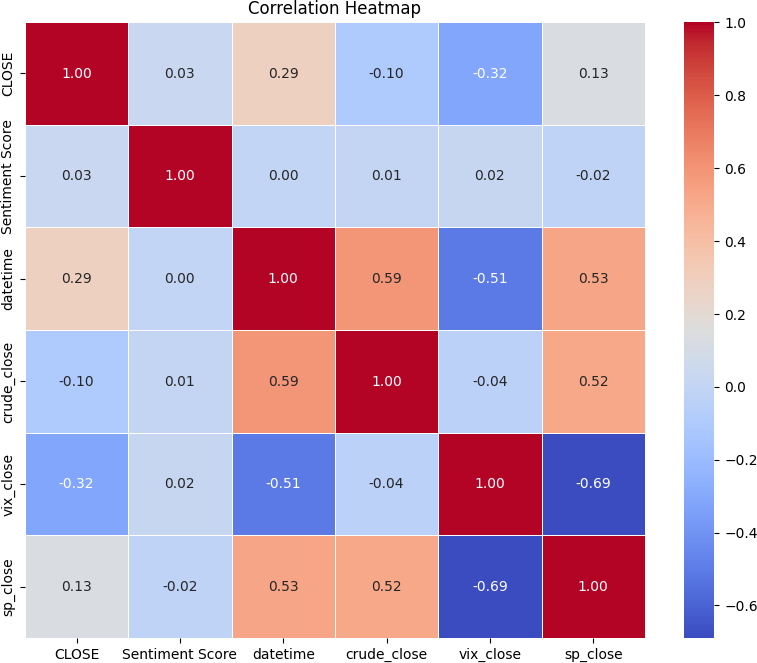 Correlation Heatmap
CLOSE 1.00 0.03 0.29 -0.10 -0.32 0.13
Sentiment Score 0.03 1.00 0.00 0.01 0.02 -0.02
datetime 0.29 0.00 1.00 0.59 -0.51 0.53
crude_close -0.10 0.01 0.59 1.00 -0.04 0.52
vix_close -0.32 0.02 -0.51 -0.04 1.00 -0.69
sp_close 0.13 -0.02 0.53 0.52 -0.69 1.00
CLOSE Sentiment Score datetime crude_close vix_close sp_close
1.0
0.8
0.6
0.4
0.2
0.0
−0.2
−0.4
−0.6